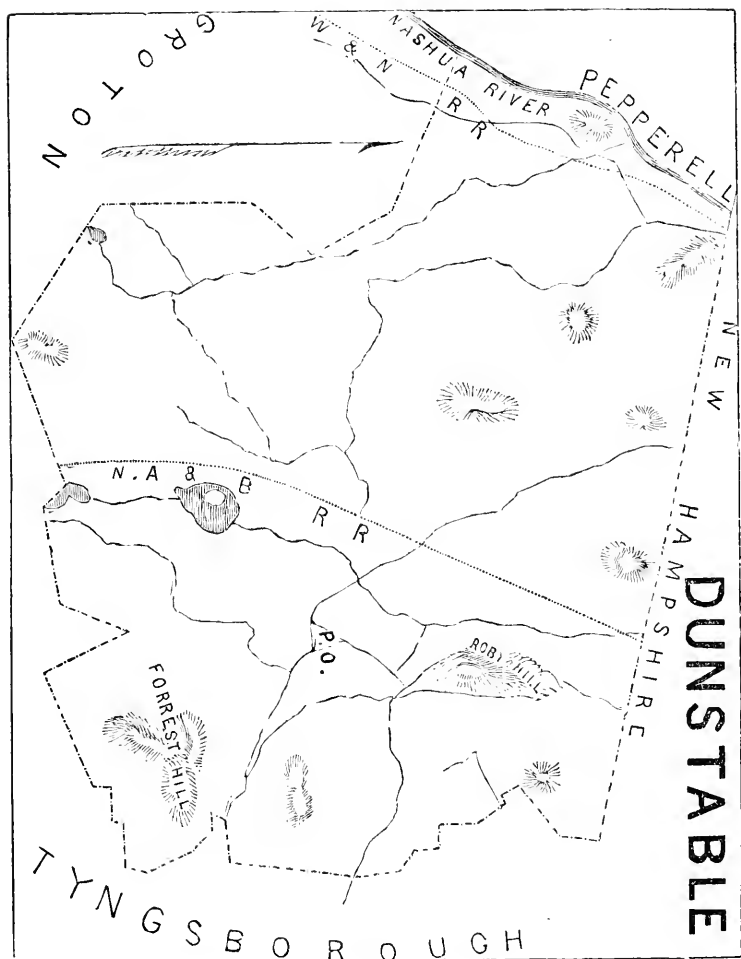 DUNSTABLE
GROTON
W & N R R
NASHUA RIVER
PEPPERELL
NEW HAMPSHIRE
N. A & B R R
P.O.
ROBY HILL
FORREST HILL
TYNGSBOROUGH